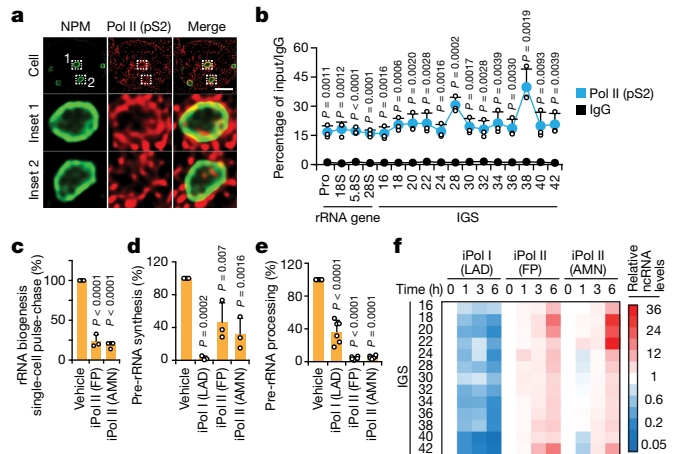 a
NPM Pol II (pS2) Merge
Cell
1
2
Inset 1
Inset 2
b
Percentage of input/IgG
60
45
30
15
0
P = 0.0011
P = 0.0012
P < 0.0001
P = 0.0001
P = 0.0016
P = 0.0006
P = 0.0020
P = 0.0028
P = 0.0024
P = 0.0002
P = 0.0017
P = 0.0028
P = 0.0039
P = 0.0030
P = 0.0019
P = 0.0093
P = 0.0039
Pol II (pS2)
IgG
Pro 18S 5.8S 28S 16 18 20 22 24 28 30 32 34 36 38 40 42
rRNA gene IGS
c
rRNA biogenesis
single-cell pulse-chase (%)
100
75
50
25
0
P < 0.0001
P < 0.0001
Vehicle
iPol II (FP)
iPol II (AMN)
d
Pre-rRNA synthesis (%)
120
80
40
0
P = 0.0002
P = 0.007
P = 0.0016
Vehicle
iPol I (LAD)
iPol II (FP)
iPol II (AMN)
e
Pre-rRNA processing (%)
120
80
40
0
P < 0.0001
P < 0.0001
P < 0.0001
Vehicle
iPol I (LAD)
iPol II (FP)
iPol II (AMN)
f
iPol I iPol II iPol II
(LAD) (FP) (AMN)
Time (h) 0 1 3 6 0 1 3 6 0 1 3 6
IGS
16
18
20
22
24
28
30
32
34
36
38
40
42
Relative
ncRNA
levels
36
24
12
1
0.6
0.2
0.05